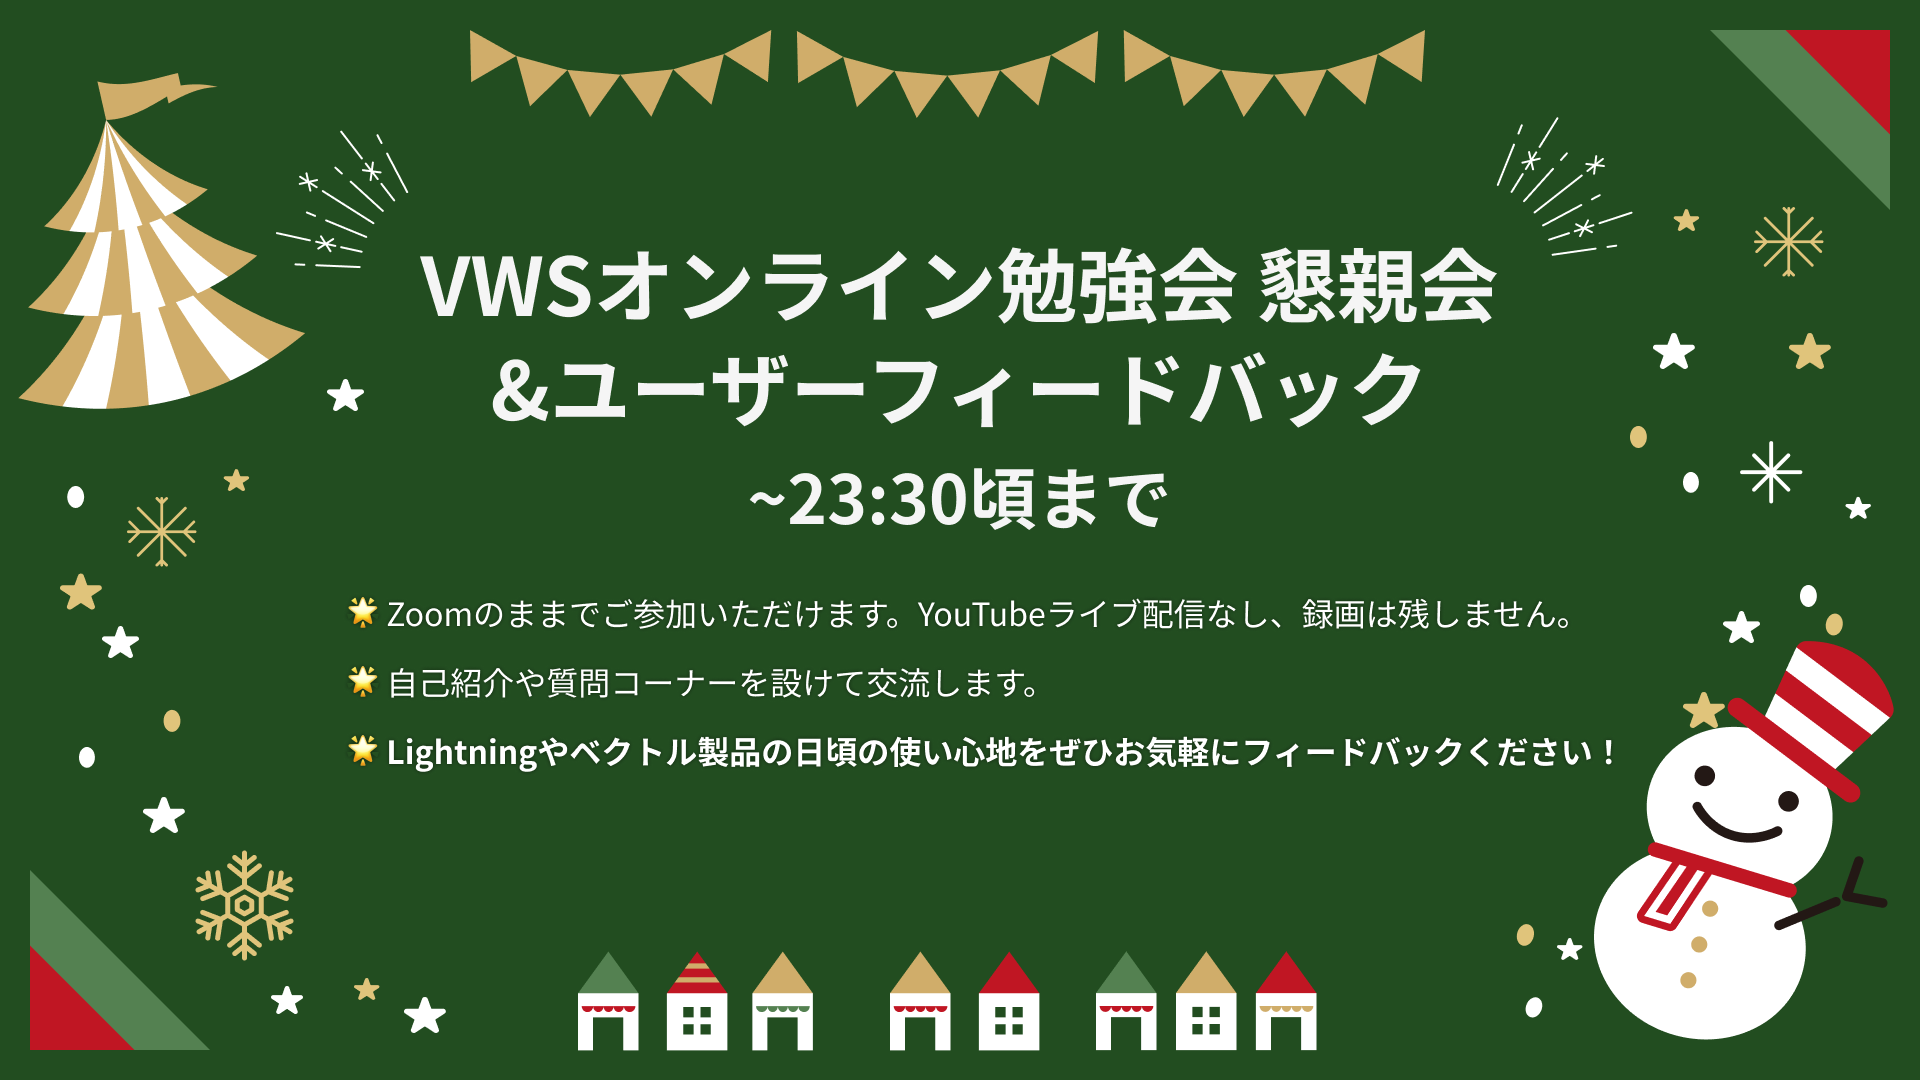 VWSオンライン勉強会 懇親会
&ユーザーフィードバック
~23:30頃まで
🌟 Zoomのままでご参加いただけます。YouTubeライブ配信なし、録画は残しません。
🌟 自己紹介や質問コーナーを設けて交流します。
🌟 Lightningやベクトル製品の日頃の使い心地をぜひお気軽にフィードバックください！